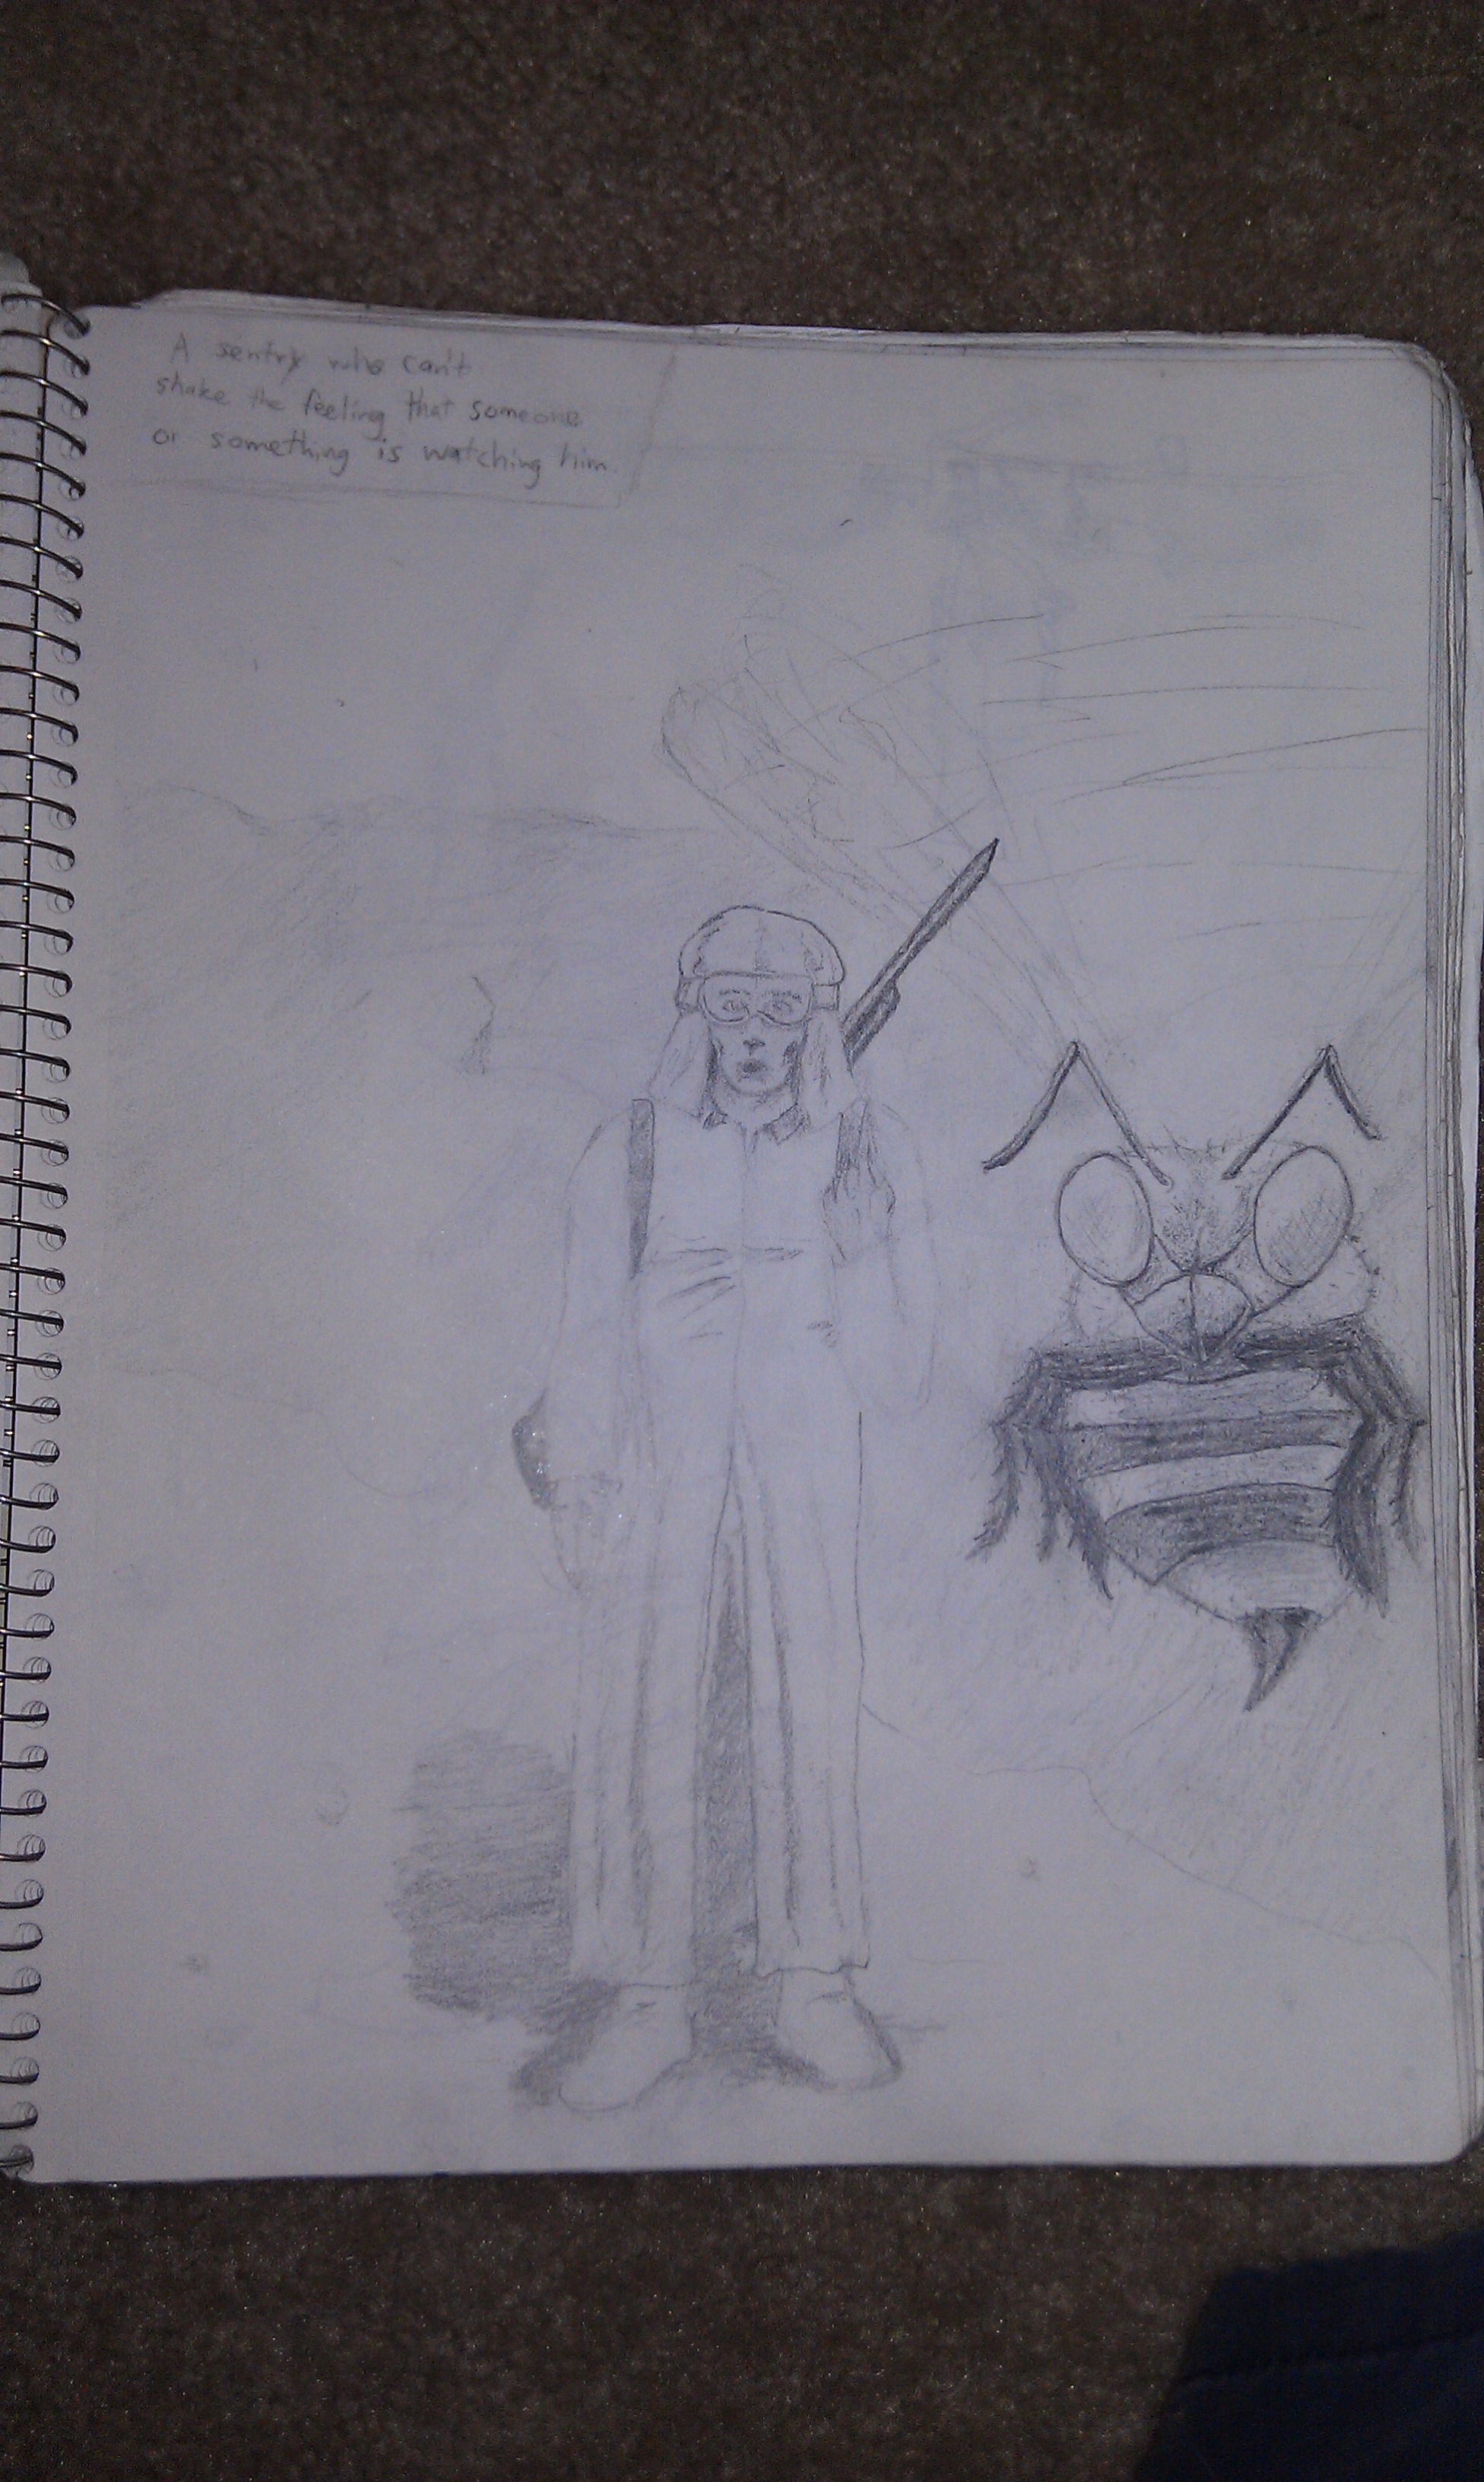 A sentry who can't
shake the feeling that someone
or something is watching him.